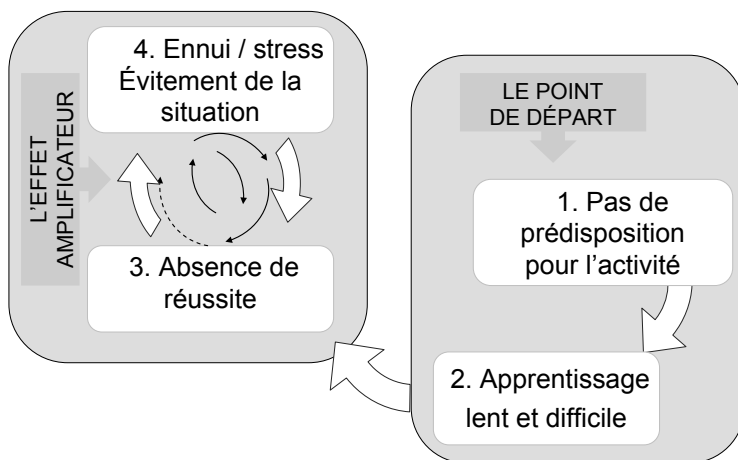 LE POINT
DE DÉPART
1. Pas de
prédisposition
pour l’activité
2. Apprentissage
lent et difficile
L’EFFET
AMPLIFICATEUR
3. Absence de
réussite
4. Ennui / stress
Évitement de la
situation